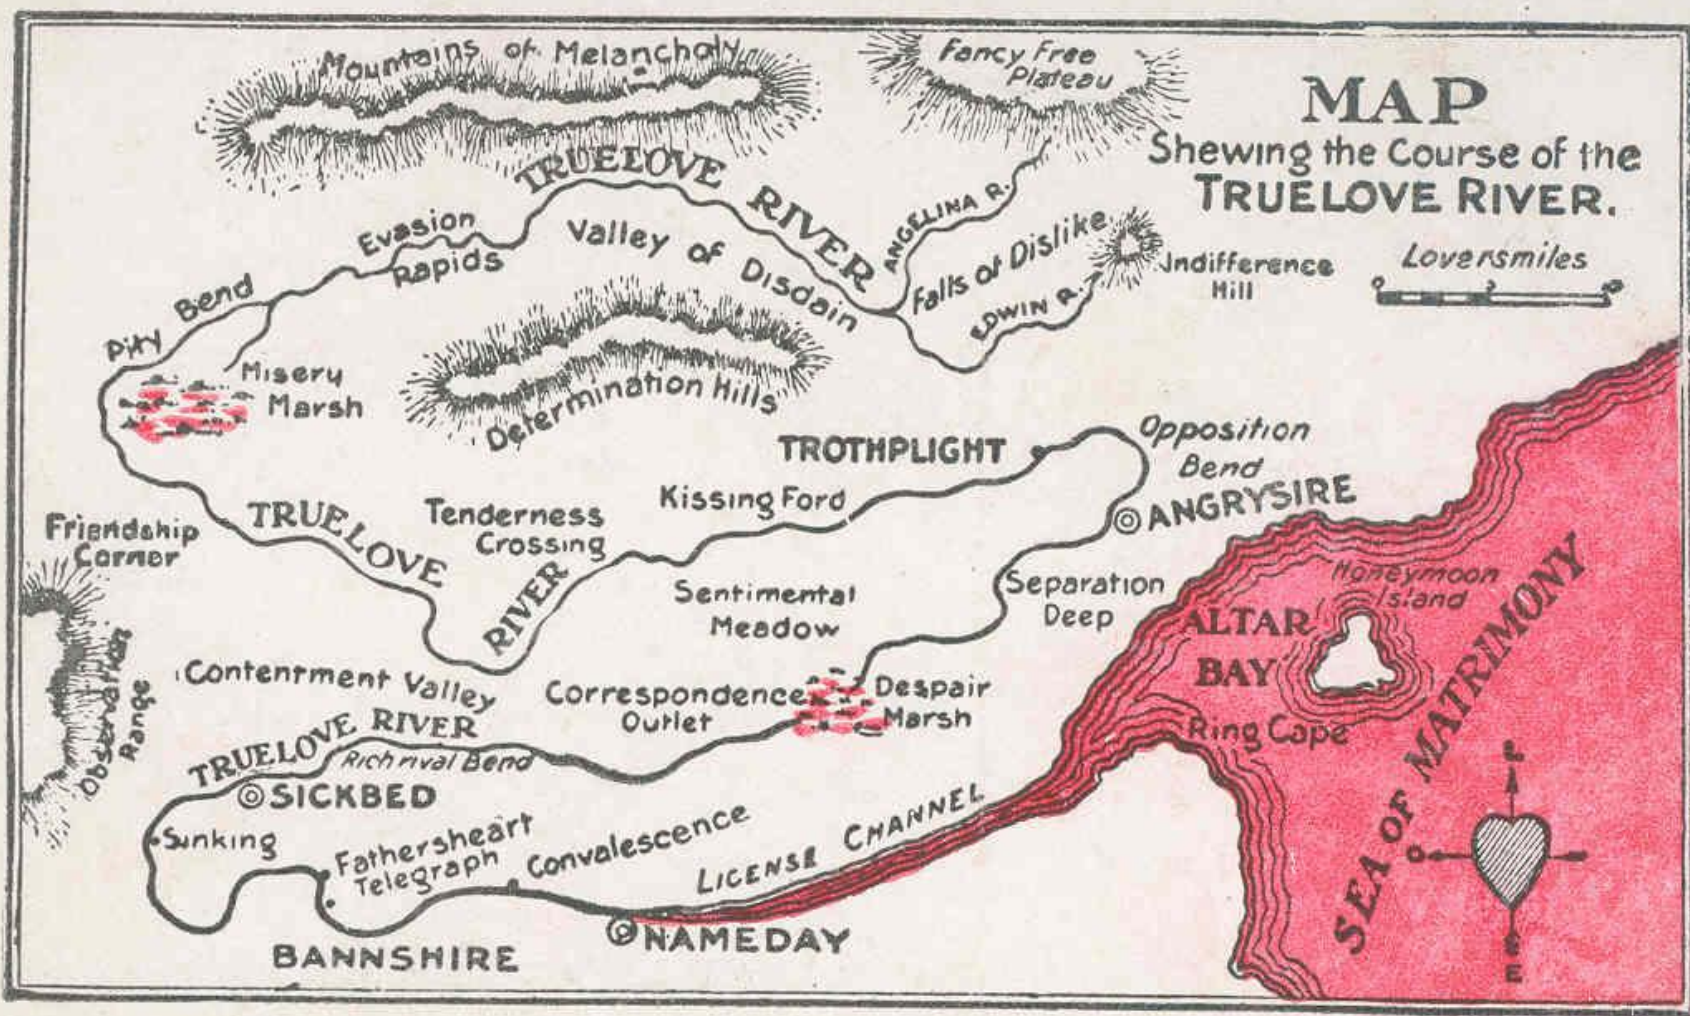 MAP
Shewing the Course of the
TRUELOVE RIVER.
Loversmiles
Mountains of Melancholy
Fancy Free
Plateau
TRUELOVE RIVER
ANGELINA R.
Falls of Dislike
EDWIN R.
Indifference
Hill
Evasion
Rapids
Valley of Disdain
Pity Bend
Misery
Marsh
Determination Hills
TROTHPLIGHT
Opposition
Bend
ANGRYSIRE
Kissing Ford
Tenderness
Crossing
TRUELOVE
RIVER
Friendship
Corner
Observation
Range
Sentimental
Meadow
Separation
Deep
Contentment Valley
Correspondence
Outlet
Despair
Marsh
TRUELOVE RIVER
Rich rival Bend
SICKBED
Sinking
Fathersheart
Telegraph
Convalescence
LICENSE CHANNEL
NAMEDAY
BANNSHIRE
Honeymoon
Island
ALTAR
BAY
Ring Cape
SEA OF MATRIMONY
L
O
E